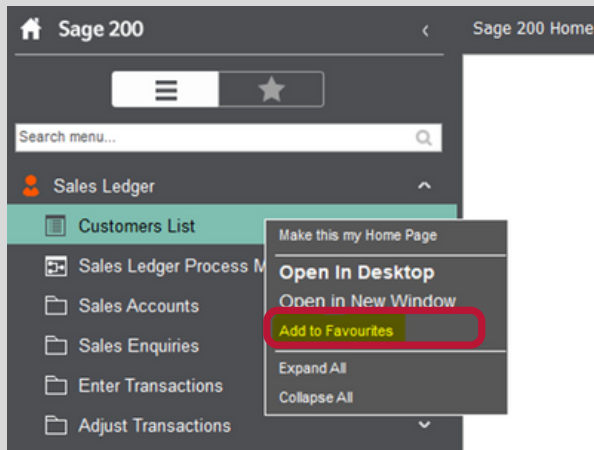 Sage 200
Sage 200 Home
Search menu...
Sales Ledger
Customers List
Sales Ledger Process M
Sales Accounts
Sales Enquiries
Enter Transactions
Adjust Transactions
Make this my Home Page
Open In Desktop
Open in New Window
Add to Favourites
Expand All
Collapse All